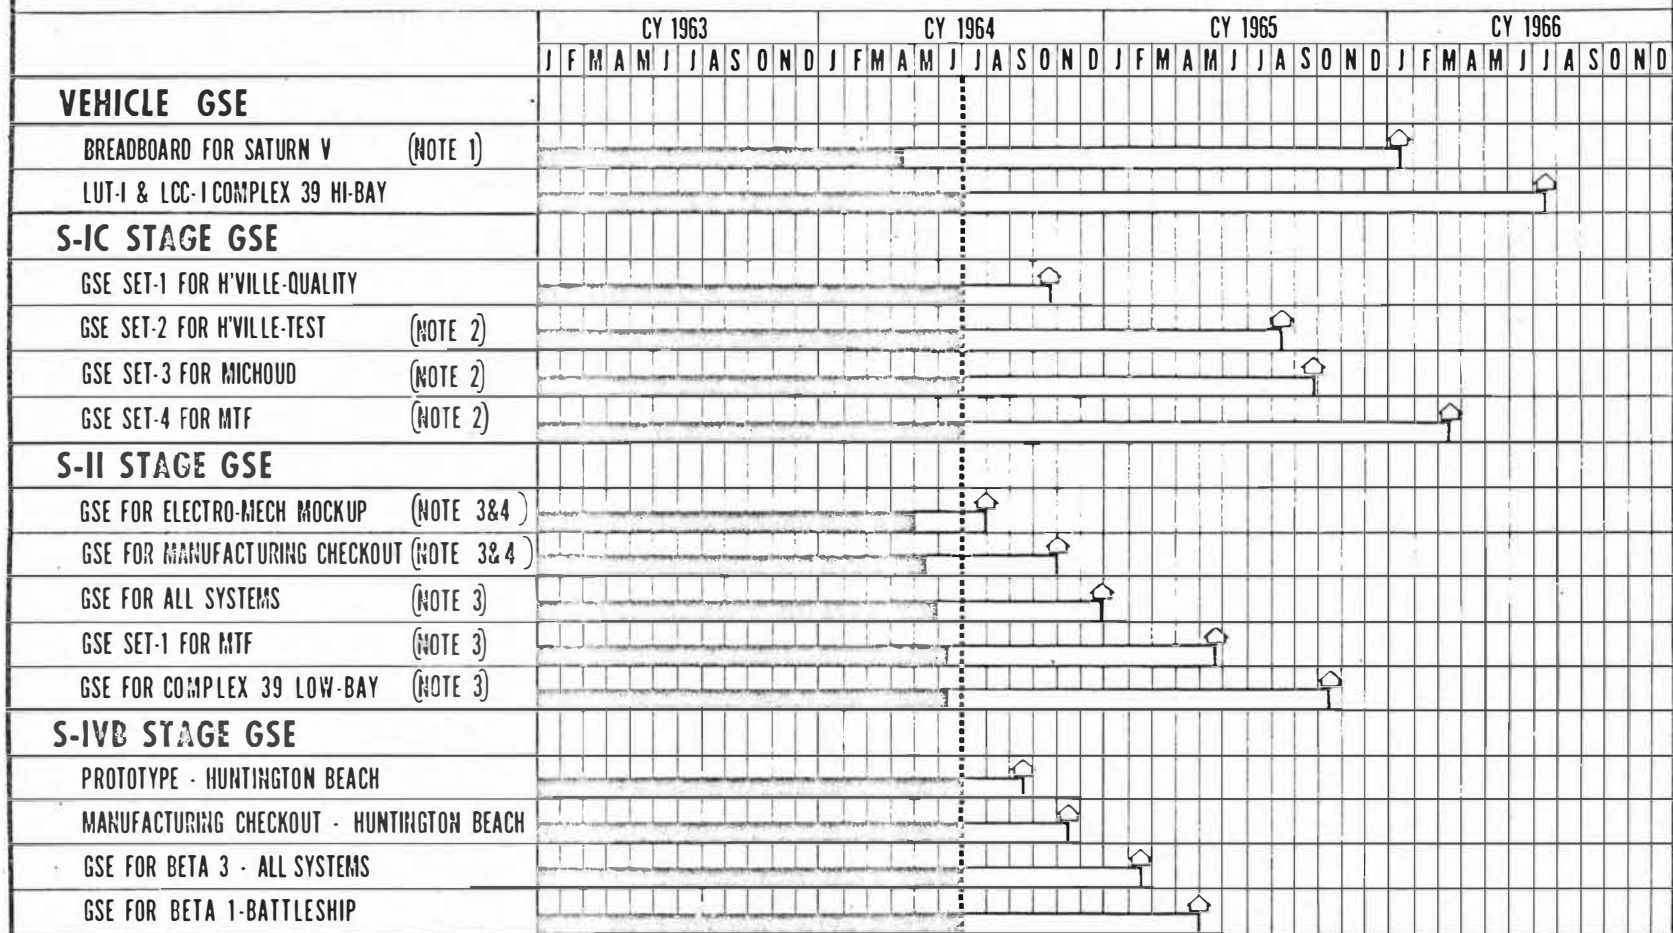 CY 1963 CY 1964 CY 1965 CY 1966
J F M A M J J A S O N D J F M A M J J A S O N D J F M A M J J A S O N D J F M A M J J A S O N D
VEHICLE GSE
BREADBOARD FOR SATURN V (NOTE 1)
LUT-I & LCC-I COMPLEX 39 HI-BAY
S-IC STAGE GSE
GSE SET-1 FOR H'VILLE-QUALITY
GSE SET-2 FOR H'VILLE-TEST (NOTE 2)
GSE SET-3 FOR MICHOUD (NOTE 2)
GSE SET-4 FOR MTF (NOTE 2)
S-II STAGE GSE
GSE FOR ELECTRO-MECH MOCKUP (NOTE 3&4)
GSE FOR MANUFACTURING CHECKOUT (NOTE 3&4)
GSE FOR ALL SYSTEMS (NOTE 3)
GSE SET-1 FOR MTF (NOTE 3)
GSE FOR COMPLEX 39 LOW-BAY (NOTE 3)
S-IVB STAGE GSE
PROTOTYPE - HUNTINGTON BEACH
MANUFACTURING CHECKOUT - HUNTINGTON BEACH
GSE FOR BETA 3 - ALL SYSTEMS
GSE FOR BETA 1-BATTLESHIP